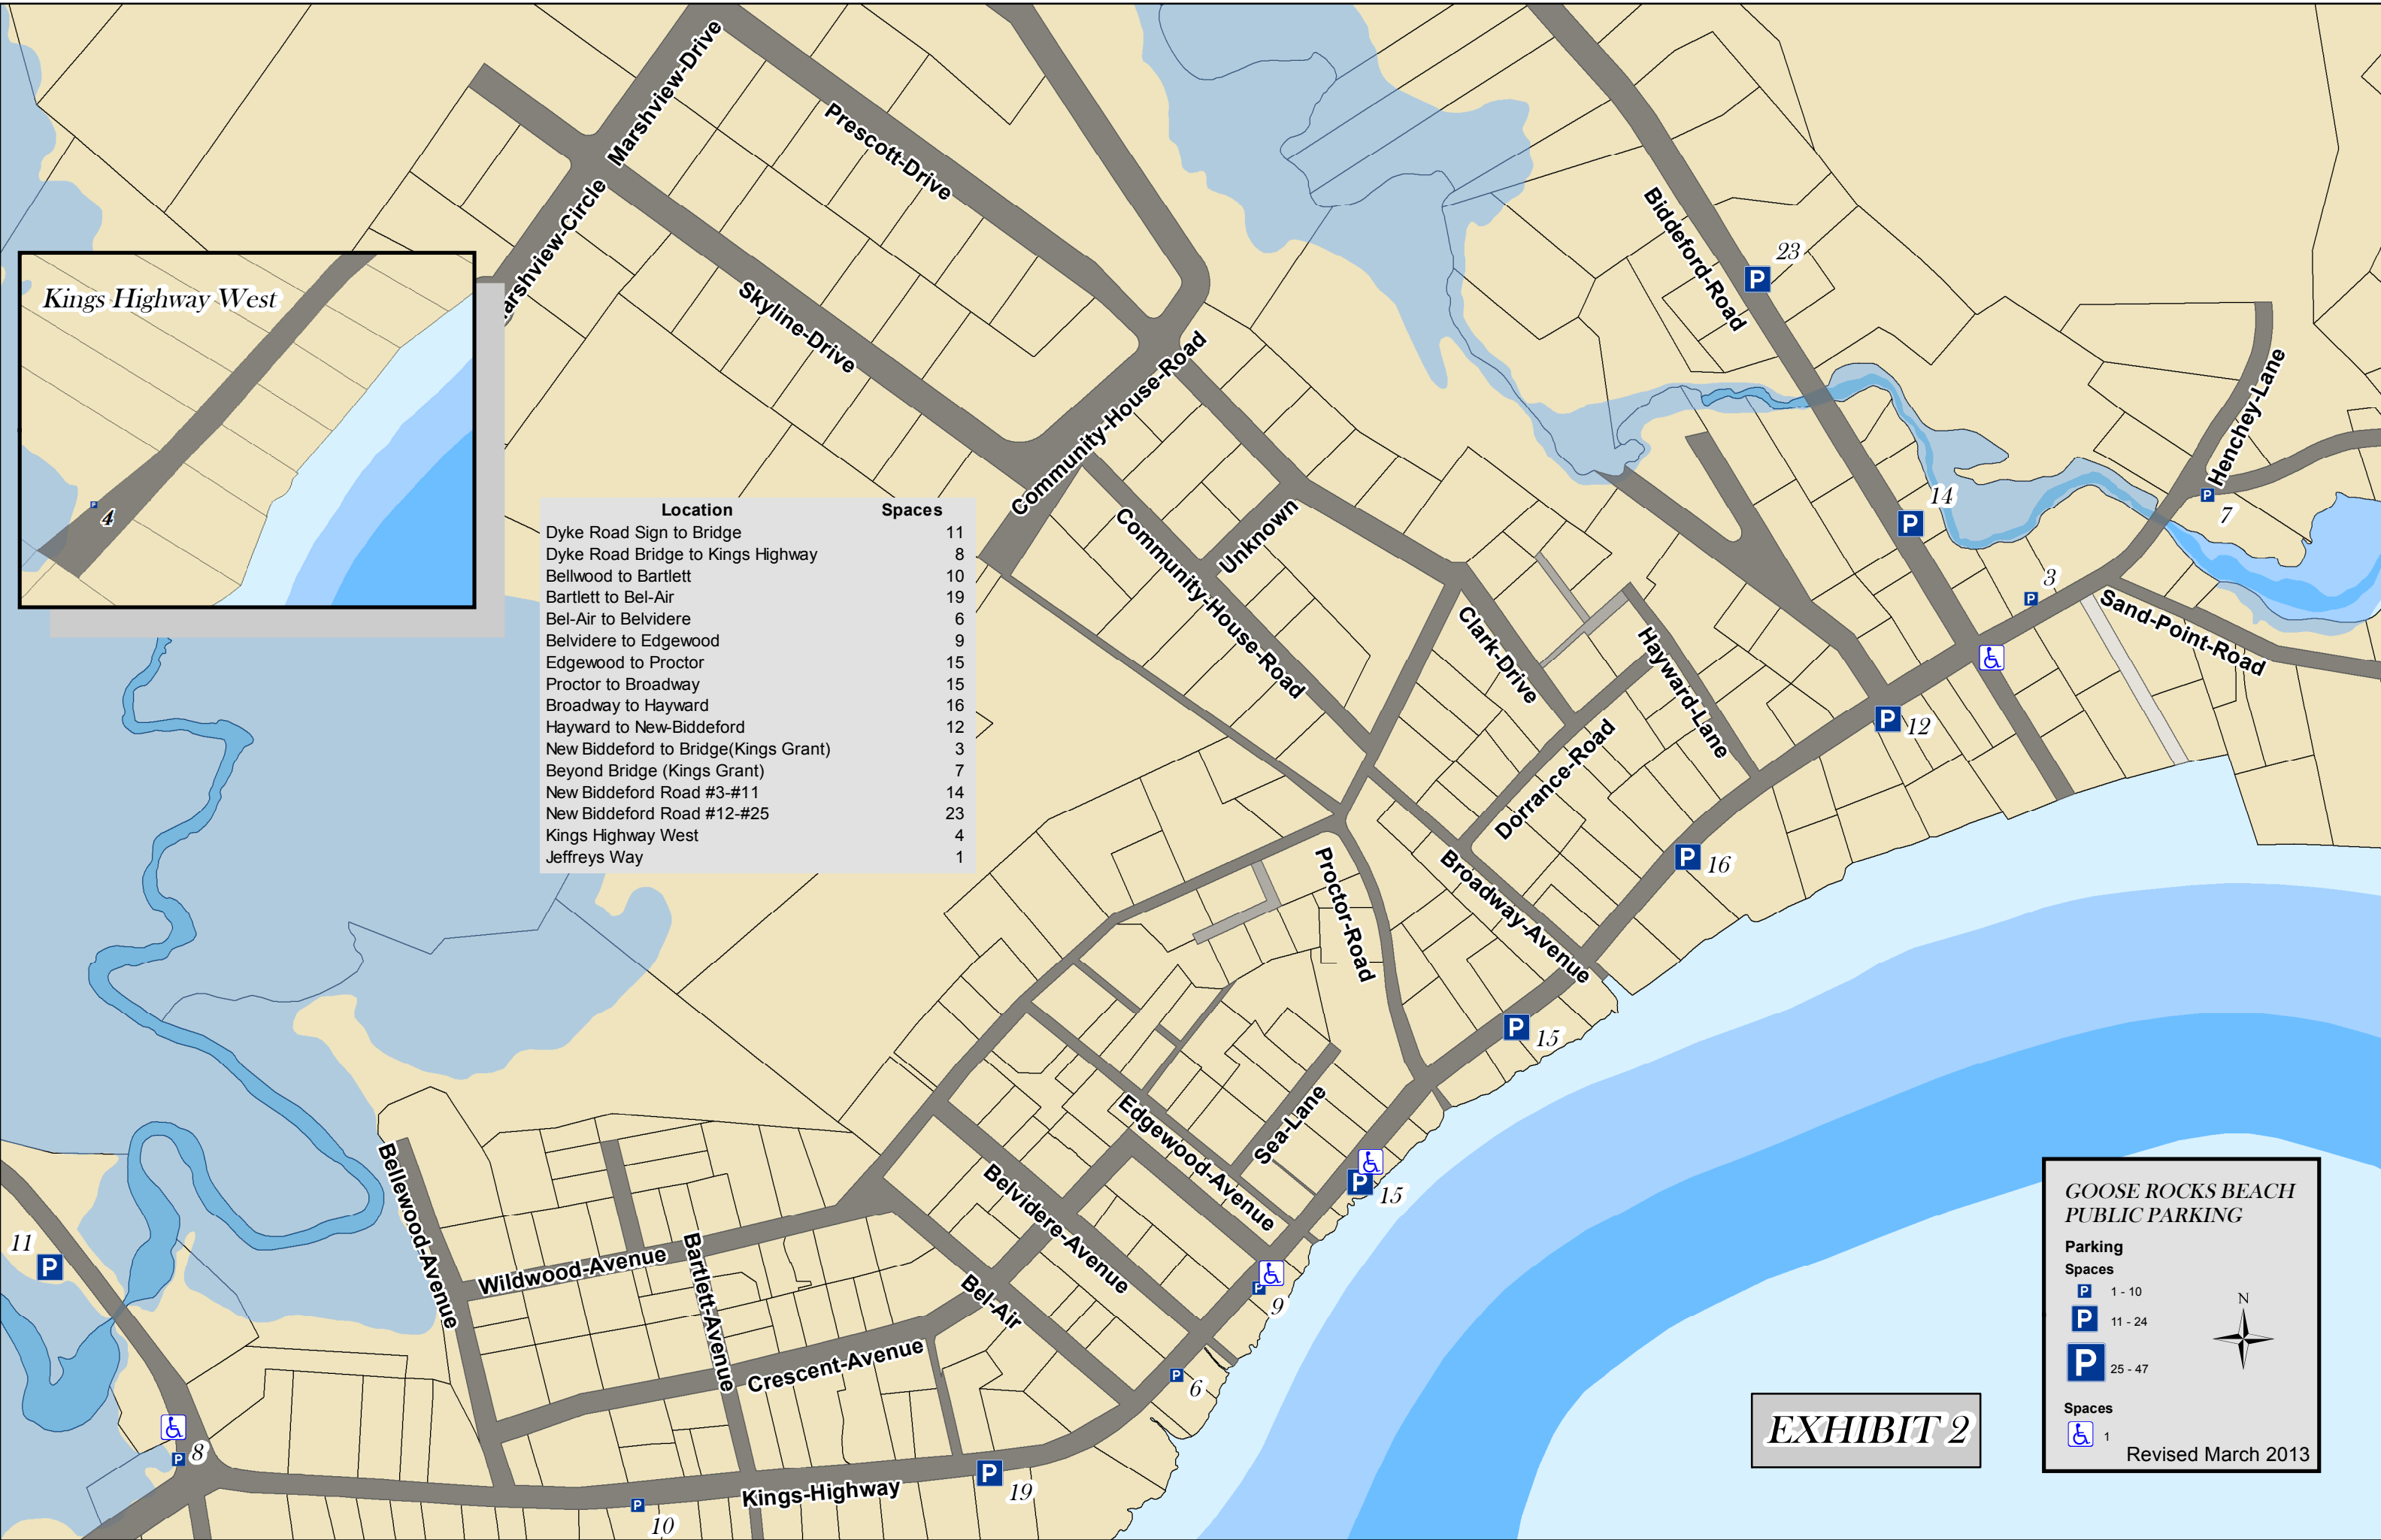 Marshview-Drive
Prescott-Drive
Biddeford-Road
23
Kings Highway West
4
Skyline-Drive
Community-House-Road
Henchey-Lane
7
14
Unknown
Community-House-Road
Clark-Drive
Hayward-Lane
3
Sand-Point-Road
12
Dorrance-Road
16
Broadway-Avenue
Proctor-Road
15
Location Spaces
Dyke Road Sign to Bridge 11
Dyke Road Bridge to Kings Highway 8
Bellwood to Bartlett 10
Bartlett to Bel-Air 19
Bel-Air to Belvidere 6
Belvidere to Edgewood 9
Edgewood to Proctor 15
Proctor to Broadway 15
Broadway to Hayward 16
Hayward to New-Biddeford 12
New Biddeford to Bridge(Kings Grant) 3
Beyond Bridge (Kings Grant) 7
New Biddeford Road #3-#11 14
New Biddeford Road #12-#25 23
Kings Highway West 4
Jeffreys Way 1
Edgewood-Avenue
Sea-Lane
15
Belvidere-Avenue
9
Bel-Air
6
Bellewood-Avenue
Wildwood-Avenue
Bartlett-Avenue
Crescent-Avenue
11
8
Kings-Highway
10
19
EXHIBIT 2
GOOSE ROCKS BEACH
PUBLIC PARKING
Parking
Spaces
P 1 - 10
P 11 - 24
P 25 - 47
N
Spaces
1
Revised March 2013